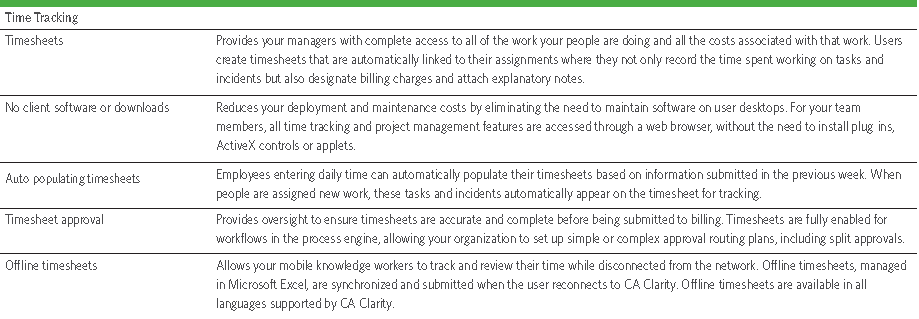 Time Tracking
Timesheets
Provides your managers with complete access to all of the work your people are doing and all the costs associated with that work. Users
create timesheets that are automatically linked to their assignments where they not only record the time spent working on tasks and
incidents but also designate billing charges and attach explanatory notes.
No client software or downloads
Reduces your deployment and maintenance costs by eliminating the need to maintain software on user desktops. For your team
members, all time tracking and project management features are accessed through a web browser, without the need to install plug ins,
ActiveX controls or applets.
Auto populating timesheets
Employees entering daily time can automatically populate their timesheets based on information submitted in the previous week. When
people are assigned new work, these tasks and incidents automatically appear on the timesheet for tracking.
Timesheet approval
Provides oversight to ensure timesheets are accurate and complete before being submitted to billing. Timesheets are fully enabled for
workflows in the process engine, allowing your organization to set up simple or complex approval routing plans, including split approvals.
Offline timesheets
Allows your mobile knowledge workers to track and review their time while disconnected from the network. Offline timesheets, managed
in Microsoft Excel, are synchronized and submitted when the user reconnects to CA Clarity. Offline timesheets are available in all
languages supported by CA Clarity.